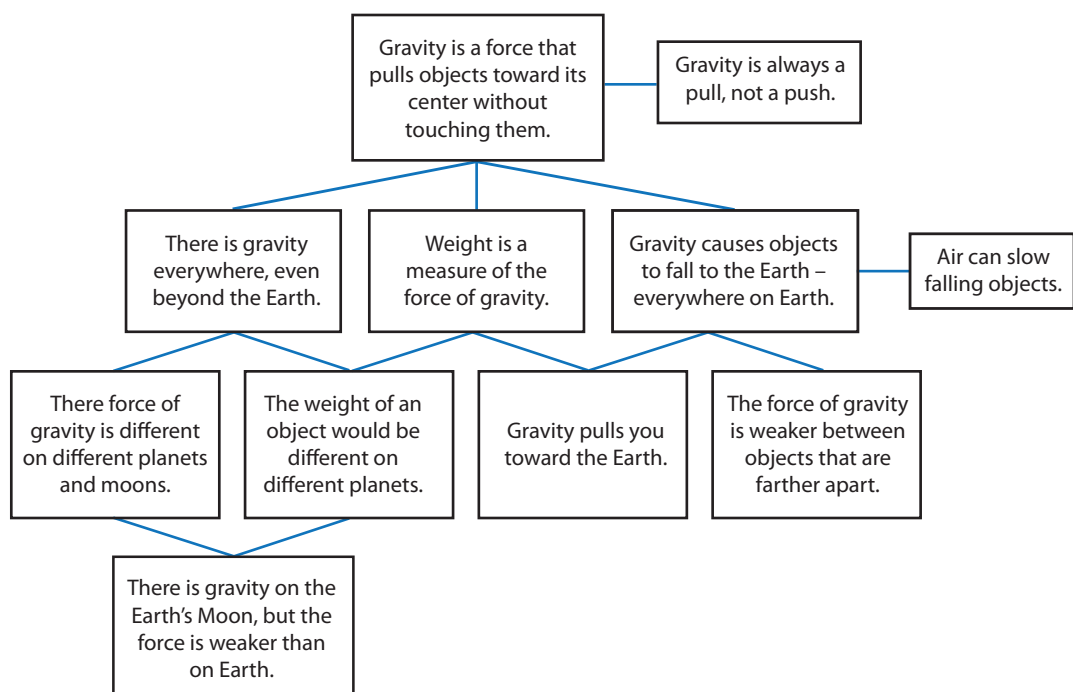 Gravity is a force that
pulls objects toward its
center without
touching them.
Gravity is always a
pull, not a push.
There is gravity
everywhere, even
beyond the Earth.
Weight is a
measure of the
force of gravity.
Gravity causes objects
to fall to the Earth –
everywhere on Earth.
Air can slow
falling objects.
There force of
gravity is different
on different planets
and moons.
The weight of an
object would be
different on
different planets.
Gravity pulls you
toward the Earth.
The force of gravity
is weaker between
objects that are
farther apart.
There is gravity on the
Earth’s Moon, but the
force is weaker than
on Earth.